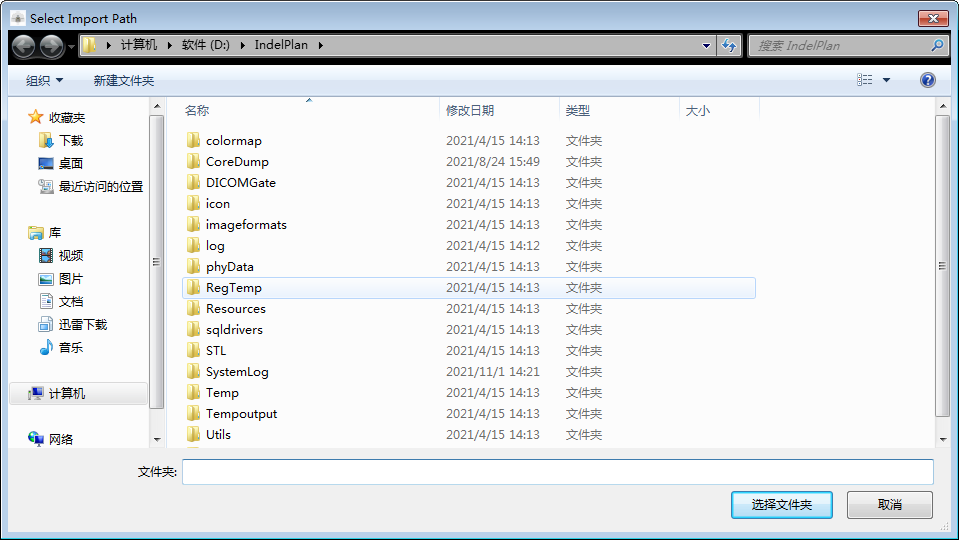 Select Import Path
计算机 软件 (D:) IndelPlan
搜索 IndelPlan
组织 新建文件夹
收藏夹
下载
桌面
最近访问的位置
库
视频
图片
文档
迅雷下载
音乐
计算机
网络
名称 修改日期 类型 大小
colormap 2021/4/15 14:13 文件夹
CoreDump 2021/8/24 15:49 文件夹
DICOMGate 2021/4/15 14:13 文件夹
icon 2021/4/15 14:13 文件夹
imageformats 2021/4/15 14:13 文件夹
log 2021/4/15 14:12 文件夹
phyData 2021/4/15 14:13 文件夹
RegTemp 2021/4/15 14:13 文件夹
Resources 2021/4/15 14:13 文件夹
sqldrivers 2021/4/15 14:13 文件夹
STL 2021/4/15 14:13 文件夹
SystemLog 2021/11/1 14:21 文件夹
Temp 2021/4/15 14:13 文件夹
Tempoutput 2021/4/15 14:13 文件夹
Utils 2021/4/15 14:13 文件夹
文件夹:
选择文件夹 取消